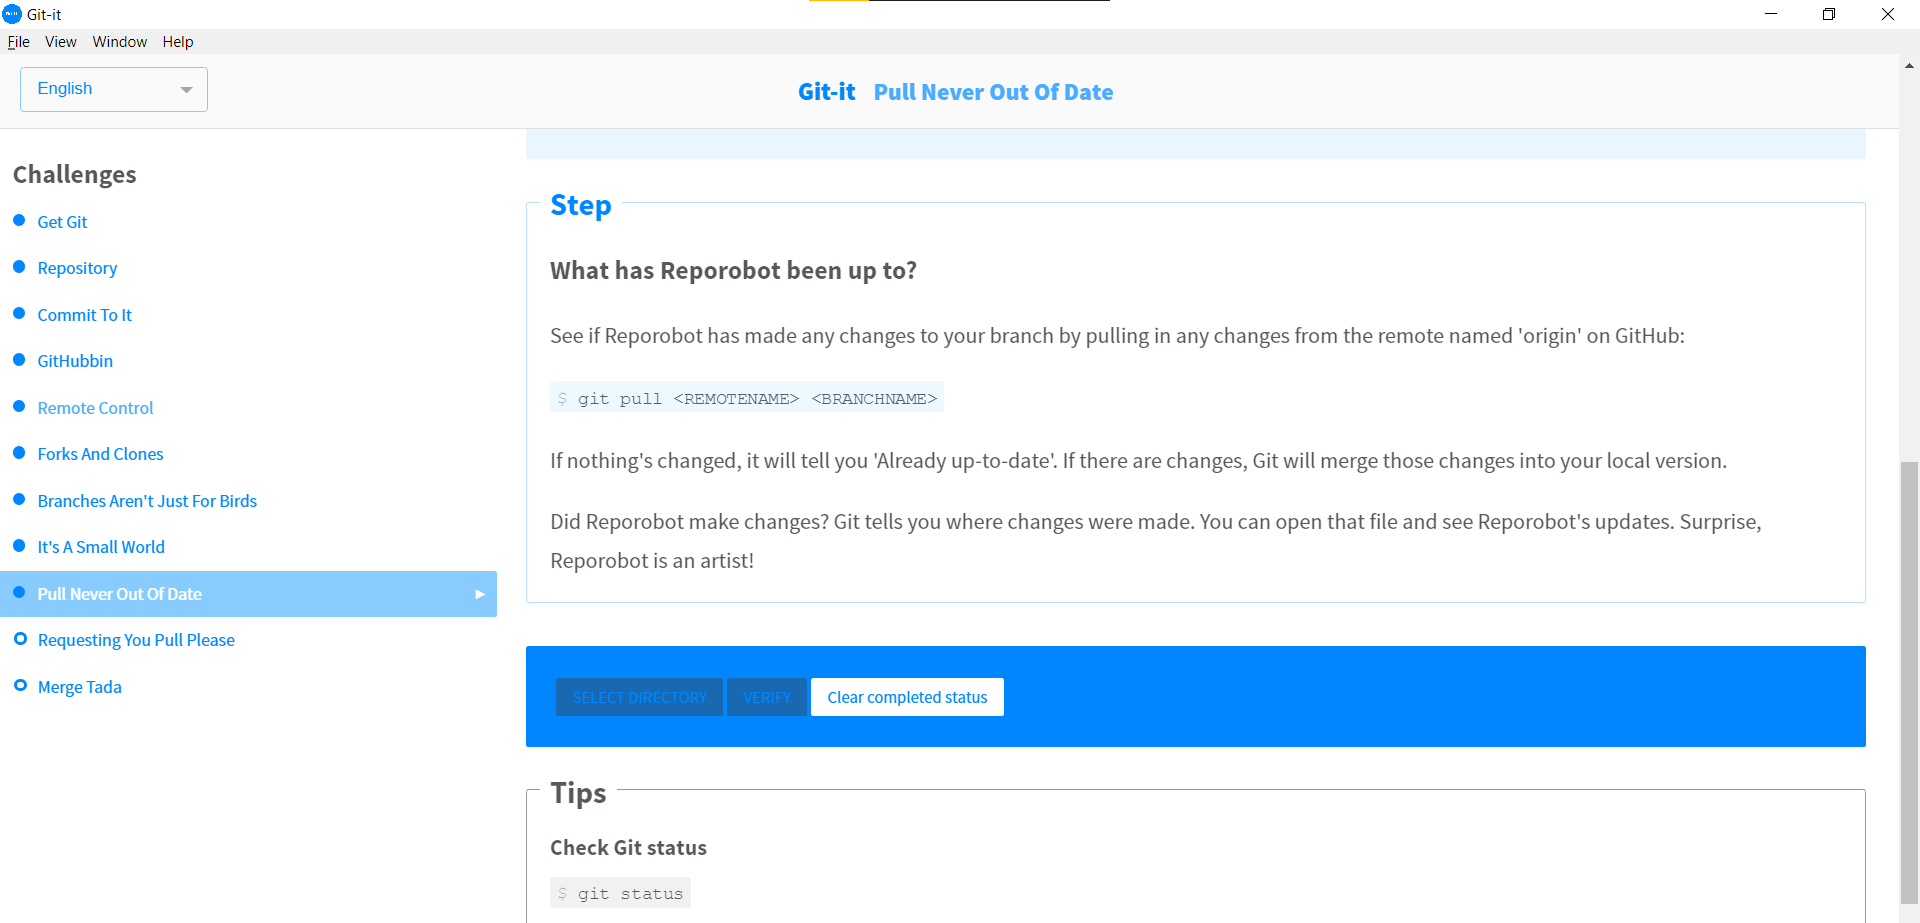 Git-it
File View Window Help
English
Git-it Pull Never Out Of Date
Challenges
Get Git
Repository
Commit To It
GitHubbin
Remote Control
Forks And Clones
Branches Aren't Just For Birds
It's A Small World
Pull Never Out Of Date
Requesting You Pull Please
Merge Tada
Step
What has Reporobot been up to?
See if Reporobot has made any changes to your branch by pulling in any changes from the remote named 'origin' on GitHub:
$ git pull <REMOTENAME> <BRANCHNAME>
If nothing's changed, it will tell you 'Already up-to-date'. If there are changes, Git will merge those changes into your local version.
Did Reporobot make changes? Git tells you where changes were made. You can open that file and see Reporobot's updates. Surprise,
Reporobot is an artist!
SELECT DIRECTORY VERIFY Clear completed status
Tips
Check Git status
$ git status